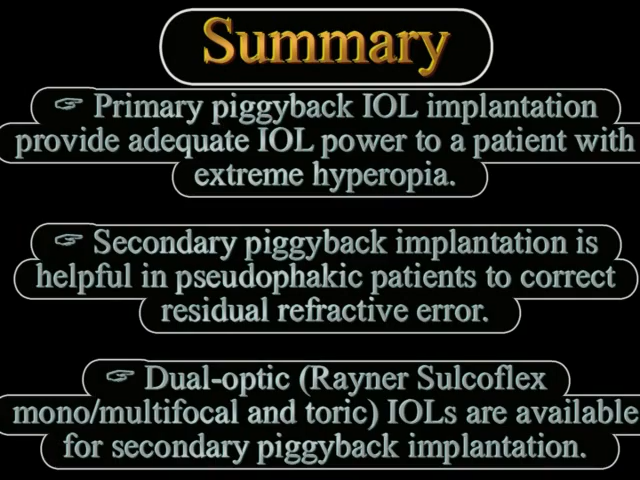 Summary
☞ Primary piggyback IOL implantation
provide adequate IOL power to a patient with
extreme hyperopia.
☞ Secondary piggyback implantation is
helpful in pseudophakic patients to correct
residual refractive error.
☞ Dual-optic (Rayner Sulcoflex
mono/multifocal and toric) IOLs are available
for secondary piggyback implantation.